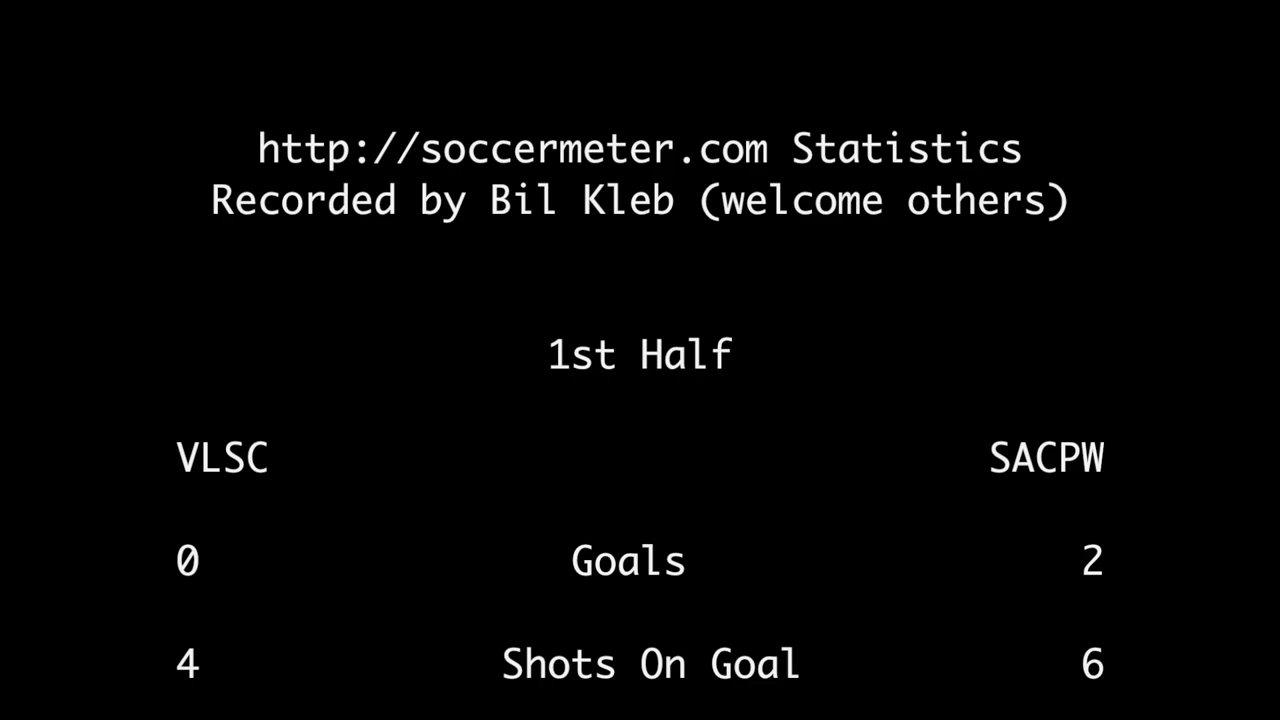 http://soccermeter.com Statistics
Recorded by Bil Kleb (welcome others)
1st Half
VLSC SACPW
0 Goals 2
4 Shots On Goal 6